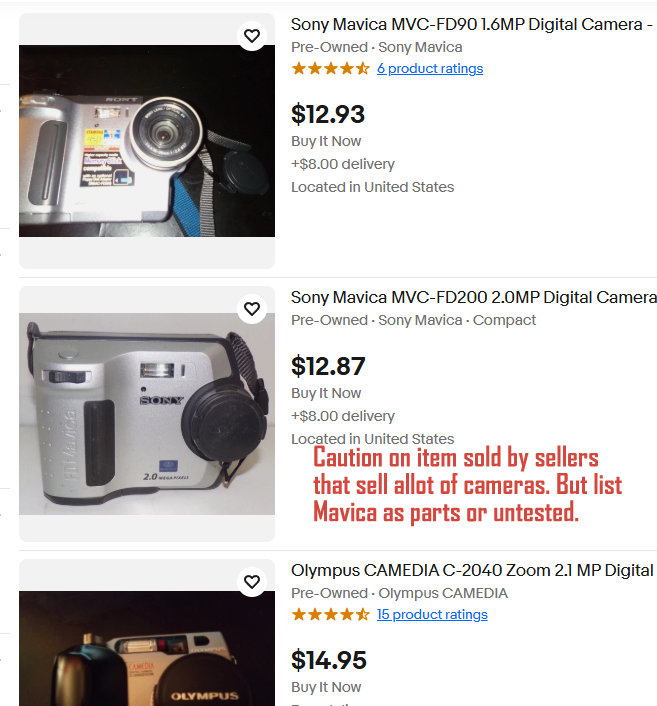 Sony Mavica MVC-FD90 1.6MP Digital Camera -
Pre-Owned · Sony Mavica
6 product ratings
$12.93
Buy It Now
+$8.00 delivery
Located in United States
SONY
Sony Mavica MVC-FD200 2.0MP Digital Camera
Pre-Owned · Sony Mavica · Compact
$12.87
Buy It Now
+$8.00 delivery
Located in United States
Caution on item sold by sellers
that sell allot of cameras. But list
Mavica as parts or untested.
SONY
FD Mavica
2.0 MEGA PIXELS
Olympus CAMEDIA C-2040 Zoom 2.1 MP Digital
Pre-Owned · Olympus CAMEDIA
15 product ratings
$14.95
Buy It Now
CAMEDIA
OLYMPUS